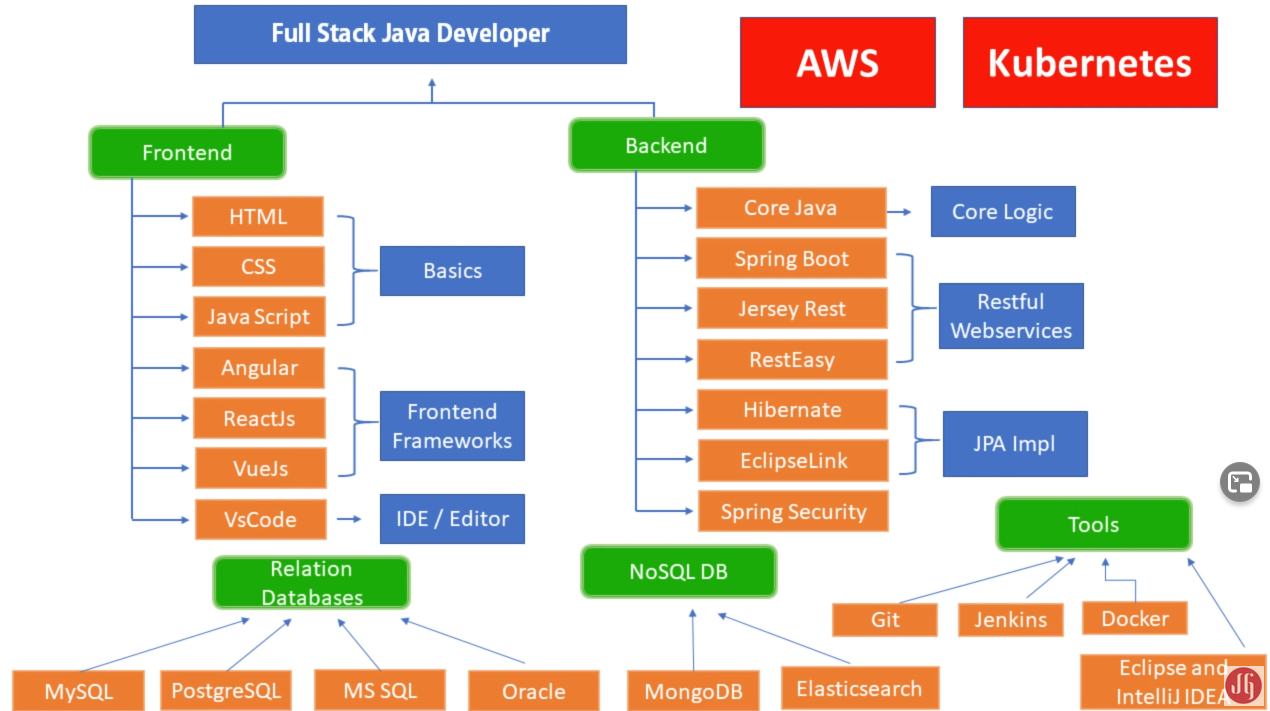 Full Stack Java Developer
AWS
Kubernetes
Frontend
Backend
HTML
CSS
Java Script
Angular
ReactJs
VueJs
VsCode
Basics
Frontend
Frameworks
IDE / Editor
Core Java
Spring Boot
Jersey Rest
RestEasy
Hibernate
EclipseLink
Spring Security
Core Logic
Restful
Webservices
JPA Impl
Relation
Databases
MySQL
PostgreSQL
MS SQL
Oracle
NoSQL DB
MongoDB
Elasticsearch
Tools
Git
Jenkins
Docker
Eclipse and
IntelliJ IDEA